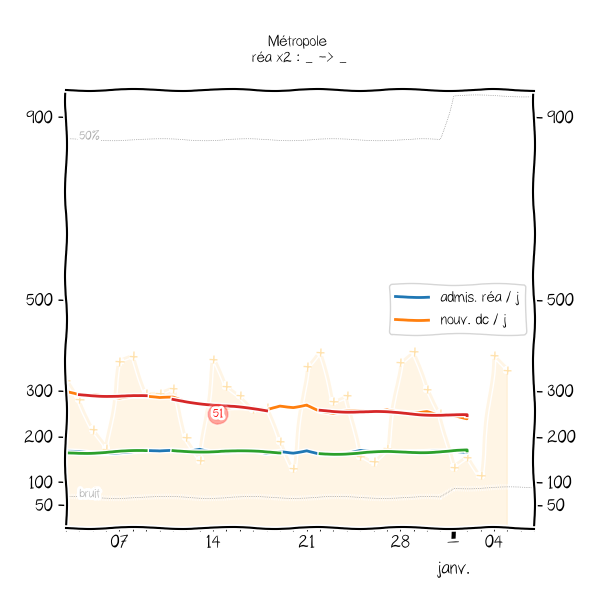 Métropole
réa x2 : _ -> _
900 900
50%
500 500
admis. réa / j
nouv. dc / j
300 300
51
200 200
100 100
bruit
50 50
07 14 21 28 1 04
janv.